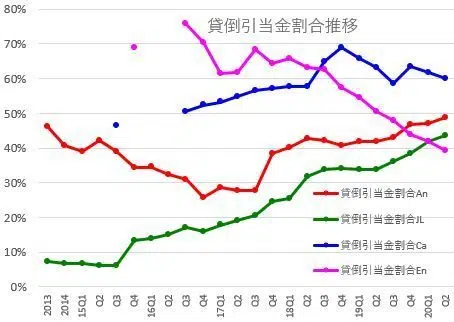 貸倒引当金割合推移
80%
70%
60%
50%
40%
30%
20%
10%
0%
貸倒引当金割合An
貸倒引当金割合JL
貸倒引当金割合Ca
貸倒引当金割合En
2013 2014 15Q1 Q2 Q3 Q4 16Q1 Q2 Q3 Q4 17Q1 Q2 Q3 Q4 18Q1 Q2 Q3 Q4 19Q1 Q2 Q3 Q4 20Q1 Q2